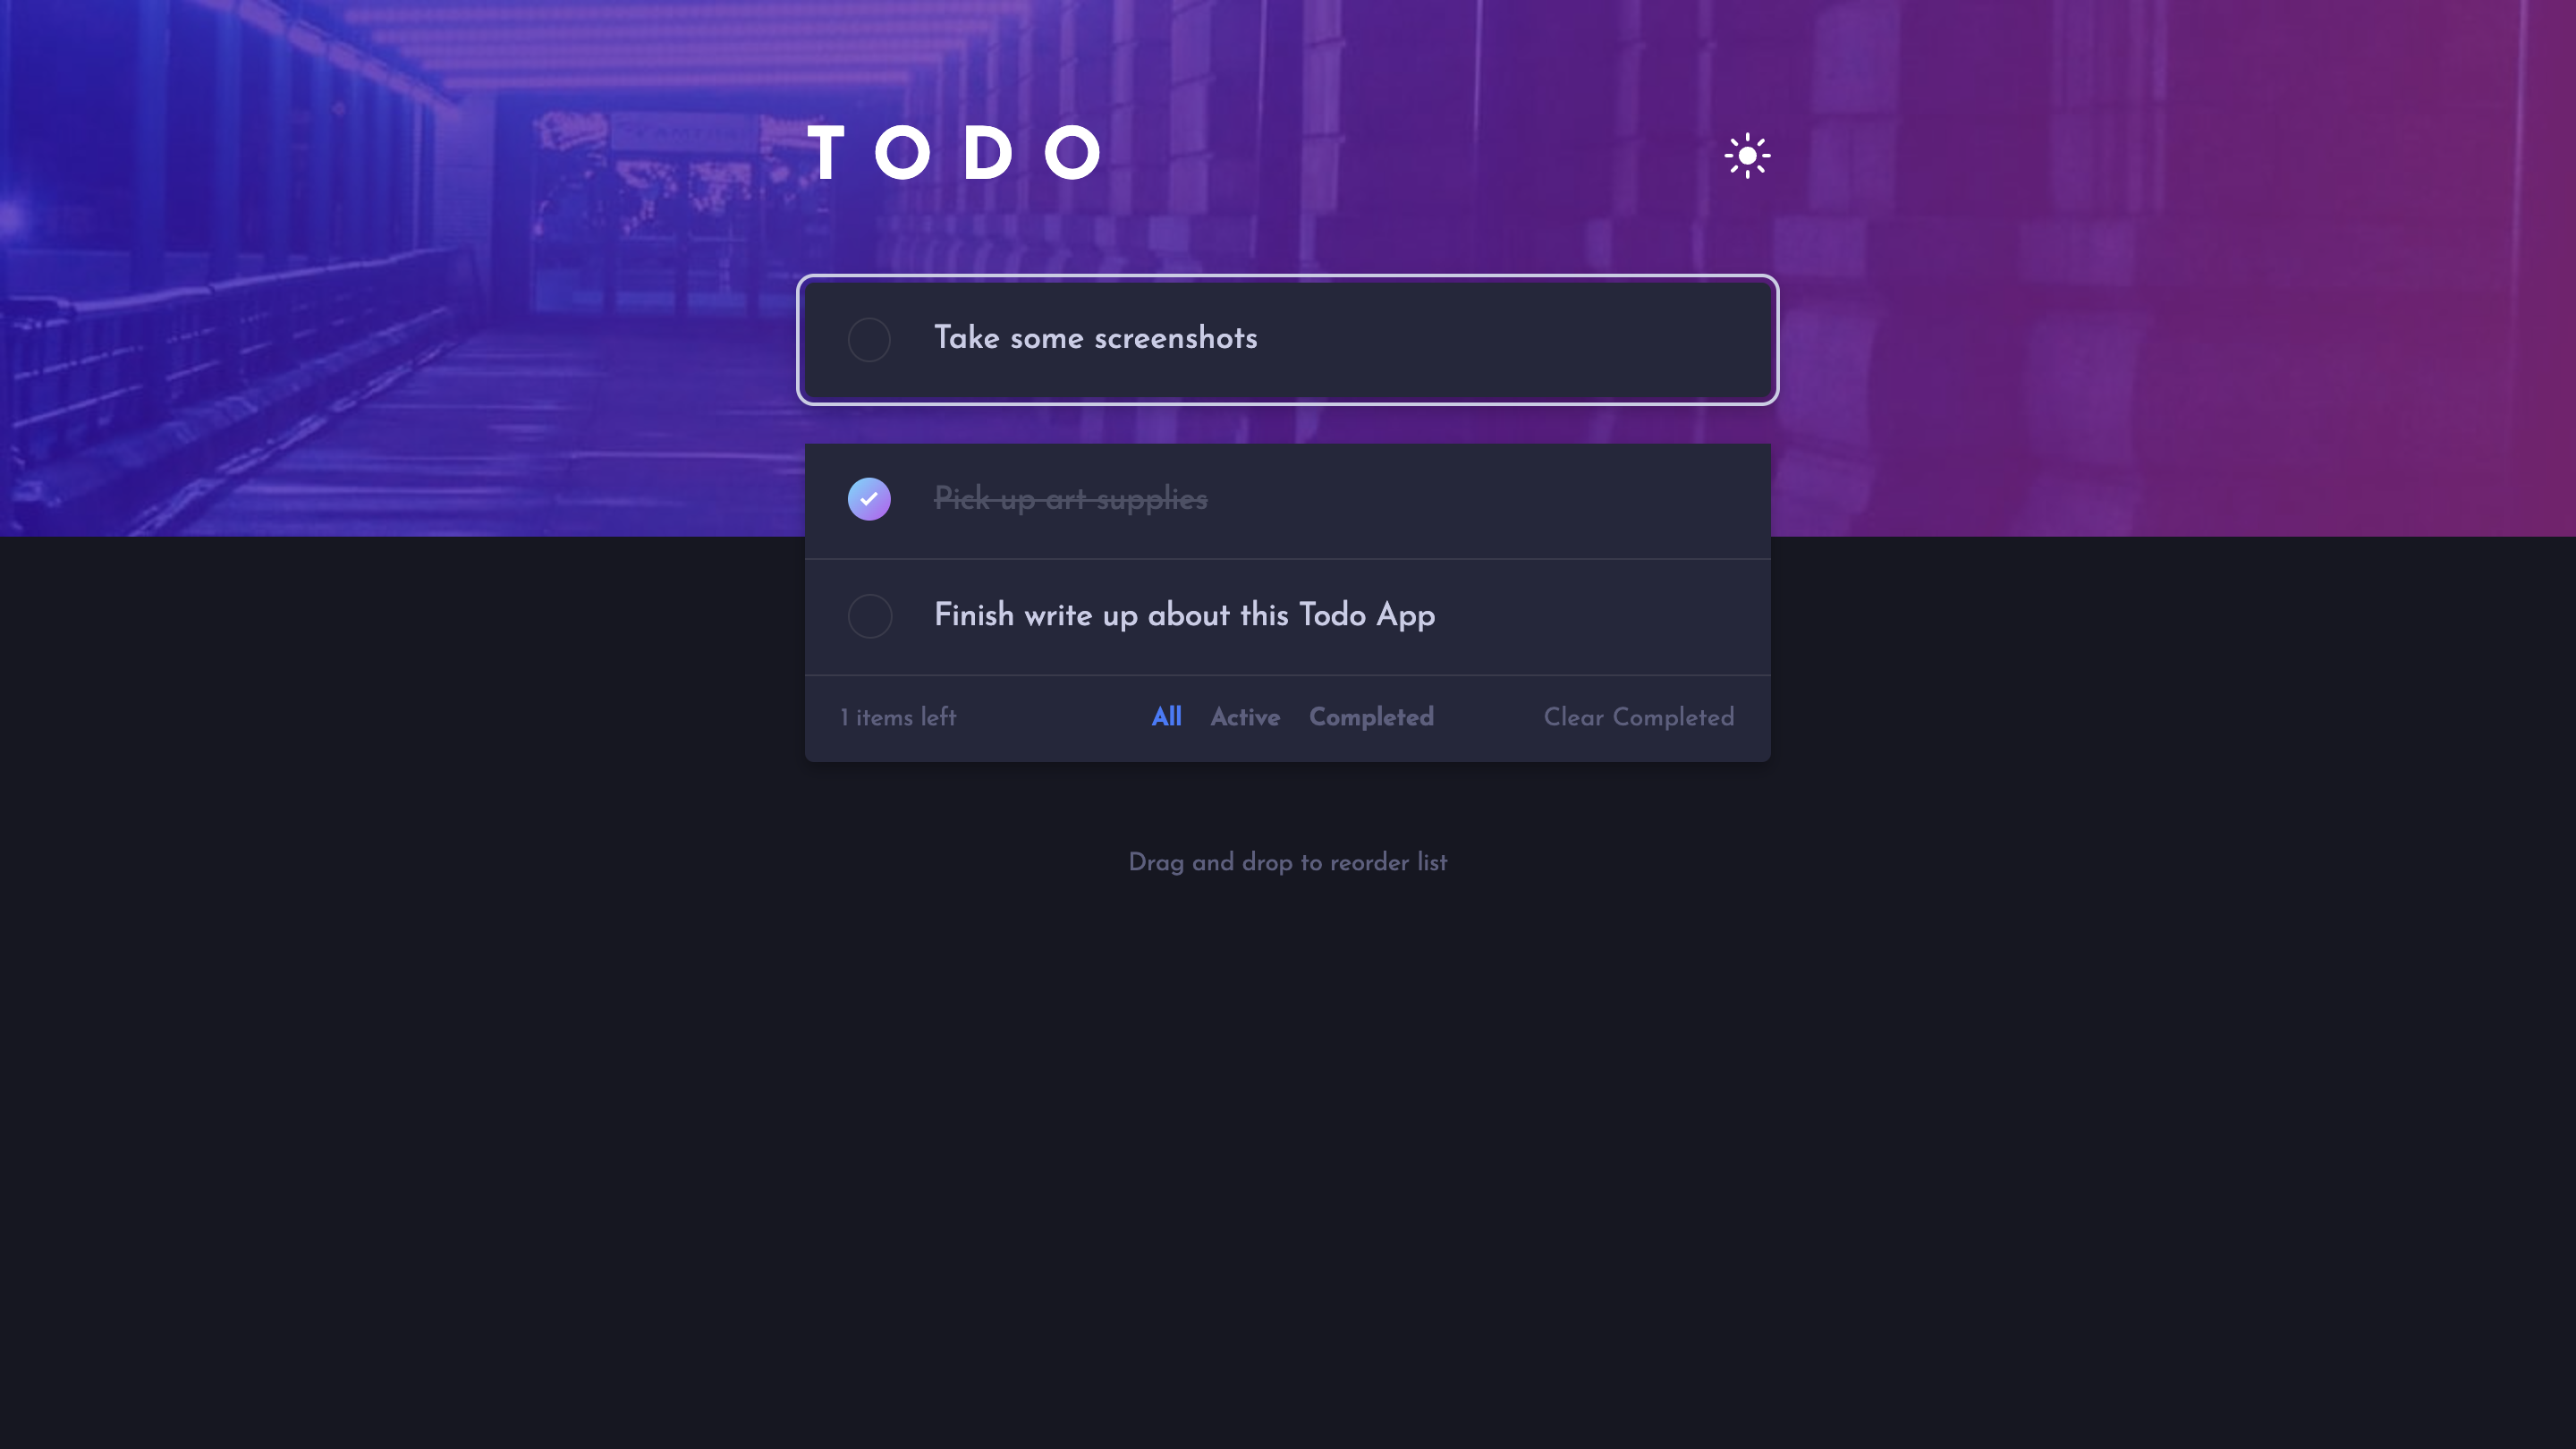 TODO
Take some screenshots
Pick up art supplies
Finish write up about this Todo App
1 items left All Active Completed Clear Completed
Drag and drop to reorder list